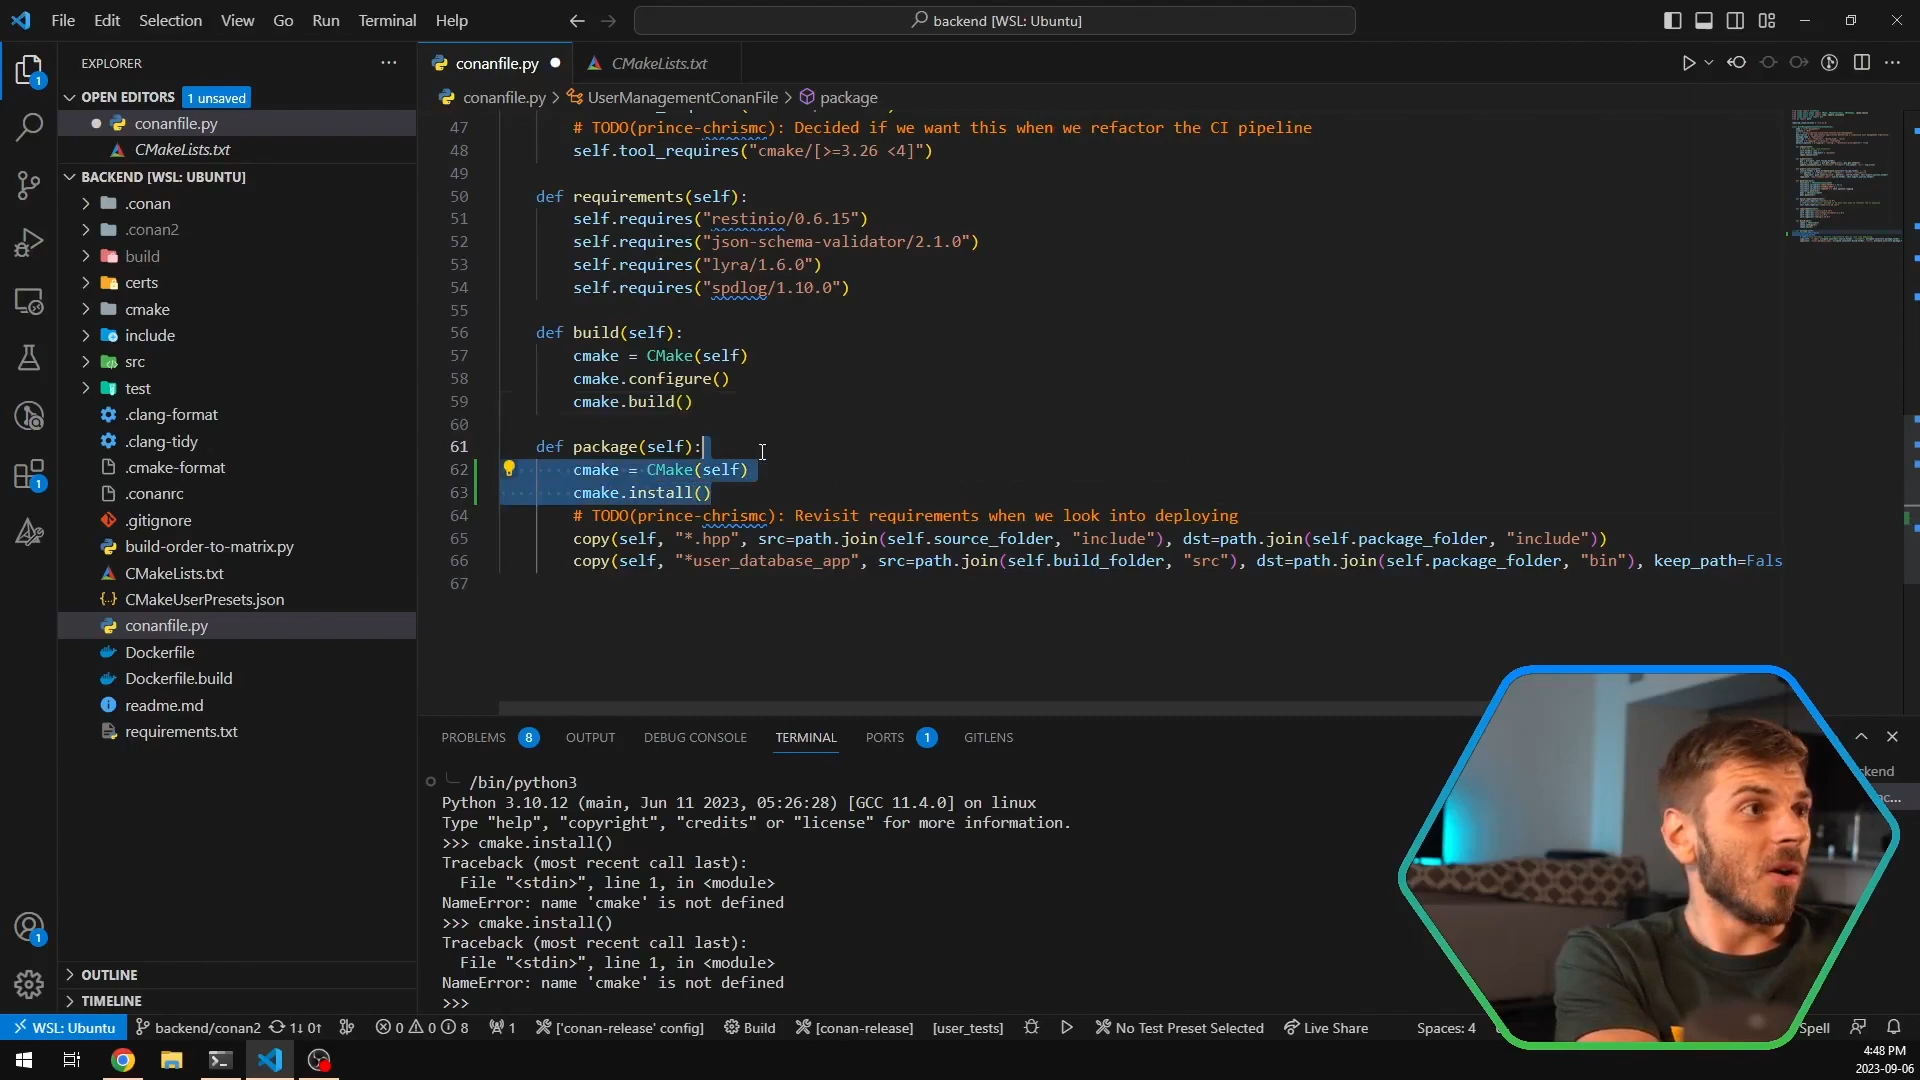 File Edit Selection View Go Run Terminal Help
backend [WSL: Ubuntu]
EXPLORER
OPEN EDITORS 1 unsaved
conanfile.py
CMakeLists.txt
BACKEND [WSL: UBUNTU]
.conan
.conan2
build
certs
cmake
include
src
test
.clang-format
.clang-tidy
.cmake-format
.conanrc
.gitignore
build-order-to-matrix.py
CMakeLists.txt
CMakeUserPresets.json
conanfile.py
Dockerfile
Dockerfile.build
readme.md
requirements.txt
OUTLINE
TIMELINE
1
1
1
conanfile.py CMakeLists.txt
conanfile.py > UserManagementConanFile > package
47 # TODO(prince-chrismc): Decided if we want this when we refactor the CI pipeline
48 self.tool_requires("cmake/[>=3.26 <4]")
49
50 def requirements(self):
51 self.requires("restinio/0.6.15")
52 self.requires("json-schema-validator/2.1.0")
53 self.requires("lyra/1.6.0")
54 self.requires("spdlog/1.10.0")
55
56 def build(self):
57 cmake = CMake(self)
58 cmake.configure()
59 cmake.build()
60
61 def package(self):
62 cmake = CMake(self)
63 cmake.install()
64 # TODO(prince-chrismc): Revisit requirements when we look into deploying
65 copy(self, "*.hpp", src=path.join(self.source_folder, "include"), dst=path.join(self.package_folder, "include"))
66 copy(self, "*user_database_app", src=path.join(self.build_folder, "src"), dst=path.join(self.package_folder, "bin"), keep_path=Fals
67
PROBLEMS 8 OUTPUT DEBUG CONSOLE TERMINAL PORTS 1 GITLENS
/bin/python3
Python 3.10.12 (main, Jun 11 2023, 05:26:28) [GCC 11.4.0] on linux
Type "help", "copyright", "credits" or "license" for more information.
>>> cmake.install()
Traceback (most recent call last):
File "<stdin>", line 1, in <module>
NameError: name 'cmake' is not defined
>>> cmake.install()
Traceback (most recent call last):
File "<stdin>", line 1, in <module>
NameError: name 'cmake' is not defined
>>>
kend
WSL: Ubuntu backend/conan2 1↓ 0↑ 0 0 8 1 ['conan-release' config] Build [conan-release] [user_tests] No Test Preset Selected Live Share Spaces: 4 Spell
4:48 PM
2023-09-06